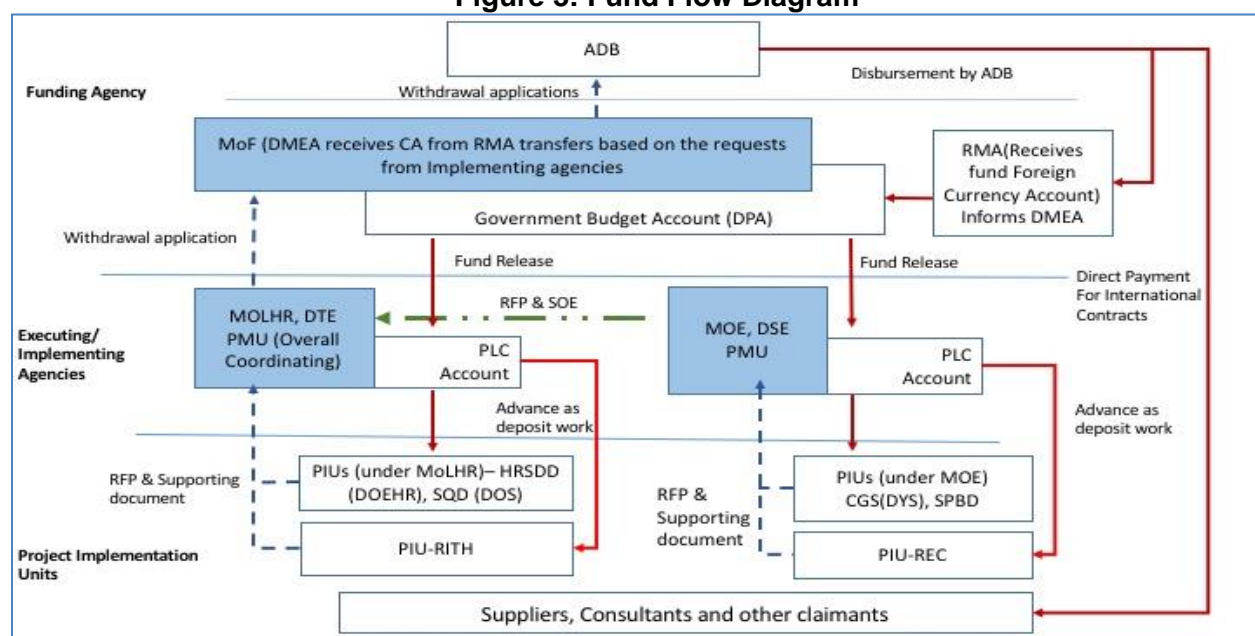 Figure 3: Fund Flow Diagram
ADB
Disbursement by ADB
Funding Agency
Withdrawal applications
MoF (DMEA receives CA from RMA transfers based on the requests
from Implementing agencies
RMA(Receives
fund Foreign
Currency Account)
Informs DMEA
Government Budget Account (DPA)
Withdrawal application
Fund Release
Fund Release
Direct Payment
For International
Contracts
RFP & SOE
Executing/
Implementing
Agencies
MOLHR, DTE
PMU (Overall
Coordinating)
PLC
Account
MOE, DSE
PMU
PLC
Account
Advance as
deposit work
Advance as
deposit work
RFP & Supporting
document
PIUs (under MoLHR)– HRSDD
(DOEHR), SQD (DOS)
RFP &
Supporting
document
PIUs (under MOE)
CGS(DYS), SPBD
Project Implementation
Units
PIU-RITH
PIU-REC
Suppliers, Consultants and other claimants